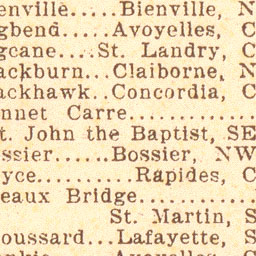 enville.....Bienville, N
gbend.....Avoyelles, C
gcane....St. Landry, C
ackburn...Claiborne, N
ackhawk..Concordia, C
nnet Carre............
t. John the Baptist, SE
ssier......Bossier, NW
yce..........Rapides, C
eaux Bridge..........
St. Martin, S
oussard...Lafayette, S